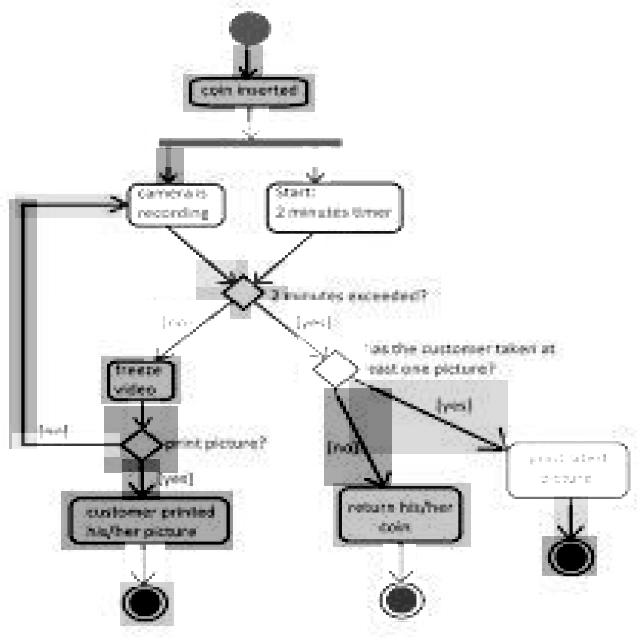 coin inserted
camera is
recording
Start:
2 minutes timer
2 minutes exceeded?
[no]
[yes]
as the customer taken at
east one picture?
freeze
video
[yes]
[no]
print picture?
[no]
[yes]
picture
customer printed
his/her picture
return his/her
coin